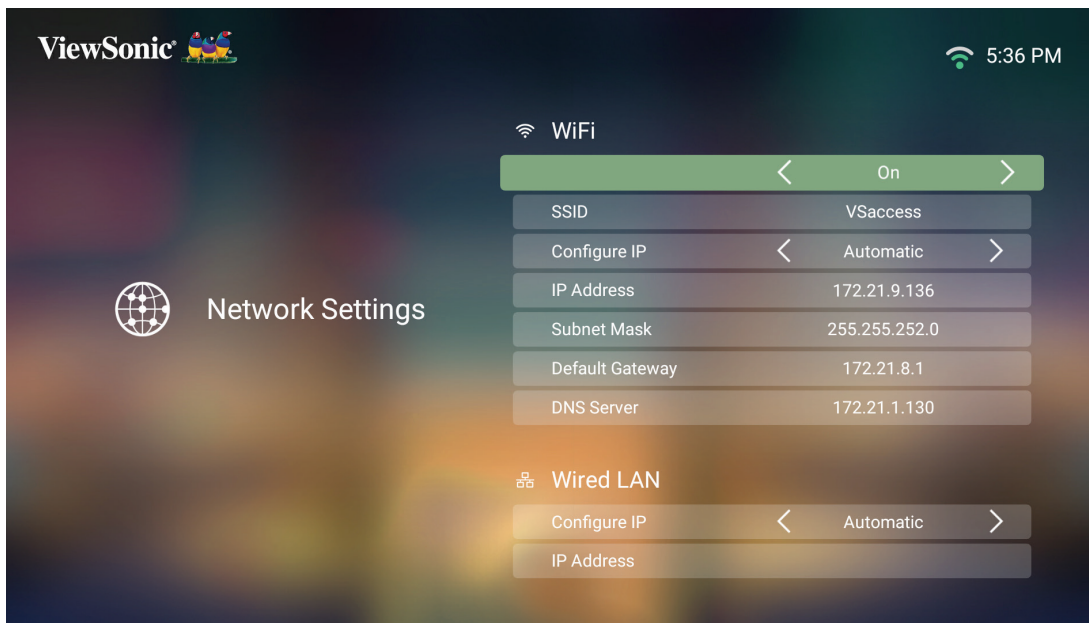 ViewSonic®
5:36 PM
WiFi
On
SSID VSaccess
Configure IP Automatic
IP Address 172.21.9.136
Network Settings
Subnet Mask 255.255.252.0
Default Gateway 172.21.8.1
DNS Server 172.21.1.130
Wired LAN
Configure IP Automatic
IP Address